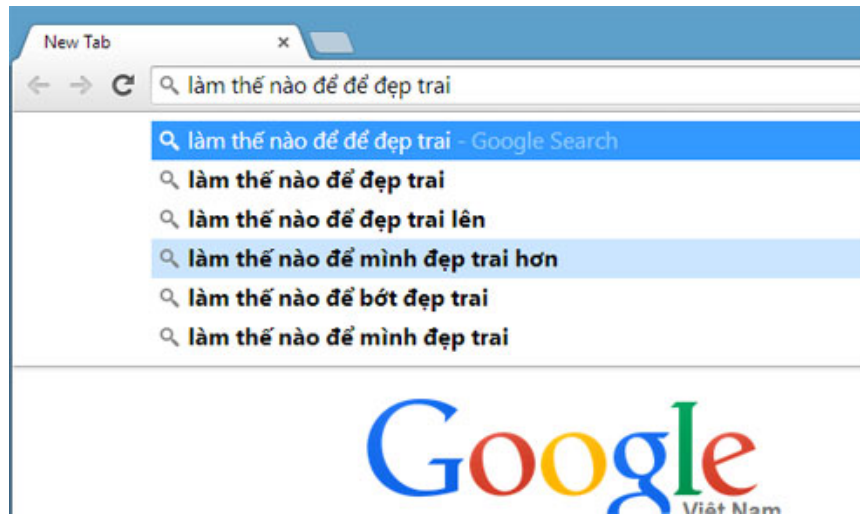 New Tab
làm thế nào để để đẹp trai
làm thế nào để để đẹp trai - Google Search
làm thế nào để đẹp trai
làm thế nào để đẹp trai lên
làm thế nào để mình đẹp trai hơn
làm thế nào để bớt đẹp trai
làm thế nào để mình đẹp trai
Google
Việt Nam